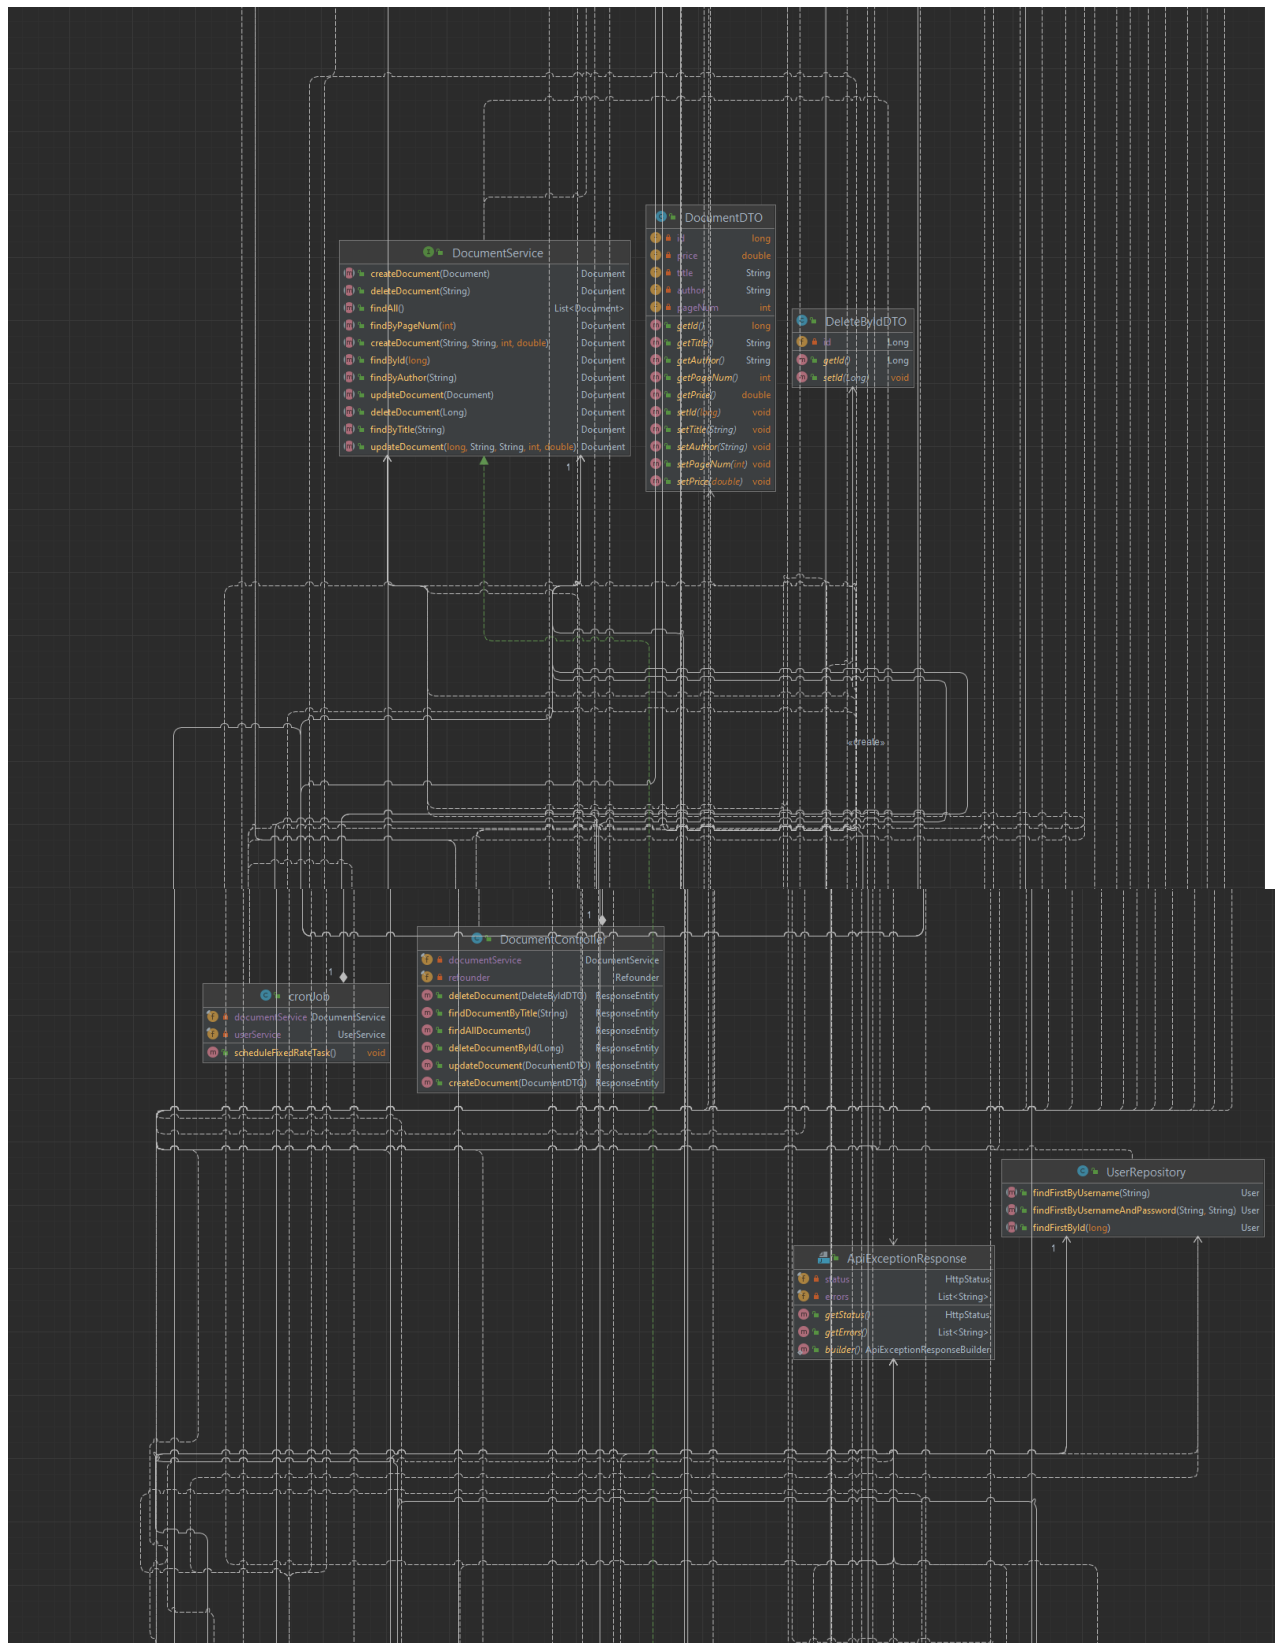 DocumentService
createDocument(Document) Document
deleteDocument(String) Document
findAll() List<Document>
findByPageNum(int) Document
createDocument(String, String, int, double) Document
findById(long) Document
findByAuthor(String) Document
updateDocument(Document) Document
deleteDocument(Long) Document
findByTitle(String) Document
updateDocument(long, String, String, int, double) Document
1
DocumentDTO
id long
price double
title String
author String
pageNum int
getId() long
getTitle() String
getAuthor() String
getPageNum() int
getPrice() double
setId(long) void
setTitle(String) void
setAuthor(String) void
setPageNum(int) void
setPrice(double) void
DeleteByIdDTO
id Long
getId() Long
setId(Long) void
«create»
1
DocumentController
documentService DocumentService
refounder Refounder
deleteDocument(DeleteByIdDTO) ResponseEntity
findDocumentByTitle(String) ResponseEntity
findAllDocuments() ResponseEntity
deleteDocumentById(Long) ResponseEntity
updateDocument(DocumentDTO) ResponseEntity
createDocument(DocumentDTO) ResponseEntity
1
cronJob
documentService DocumentService
userService UserService
scheduleFixedRateTask() void
UserRepository
findFirstByUsername(String) User
findFirstByUsernameAndPassword(String, String) User
findFirstById(long) User
1
ApiExceptionResponse
status HttpStatus
errors List<String>
getStatus() HttpStatus
getErrors() List<String>
builder() ApiExceptionResponseBuilder